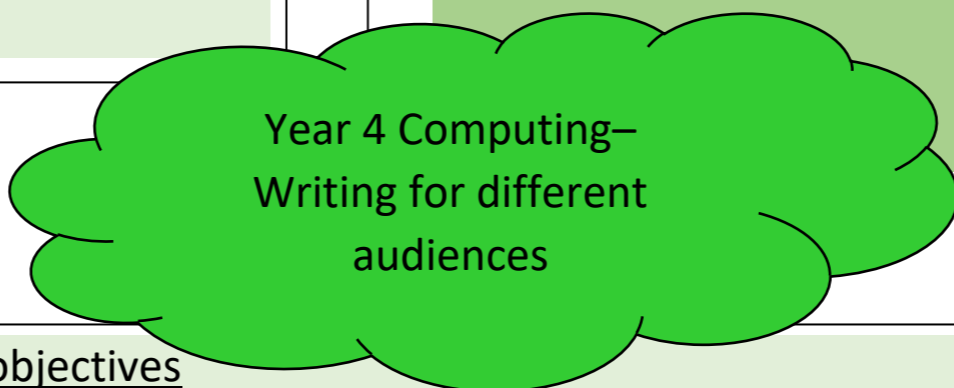 Year 4 Computing–
Writing for different
audiences
objectives